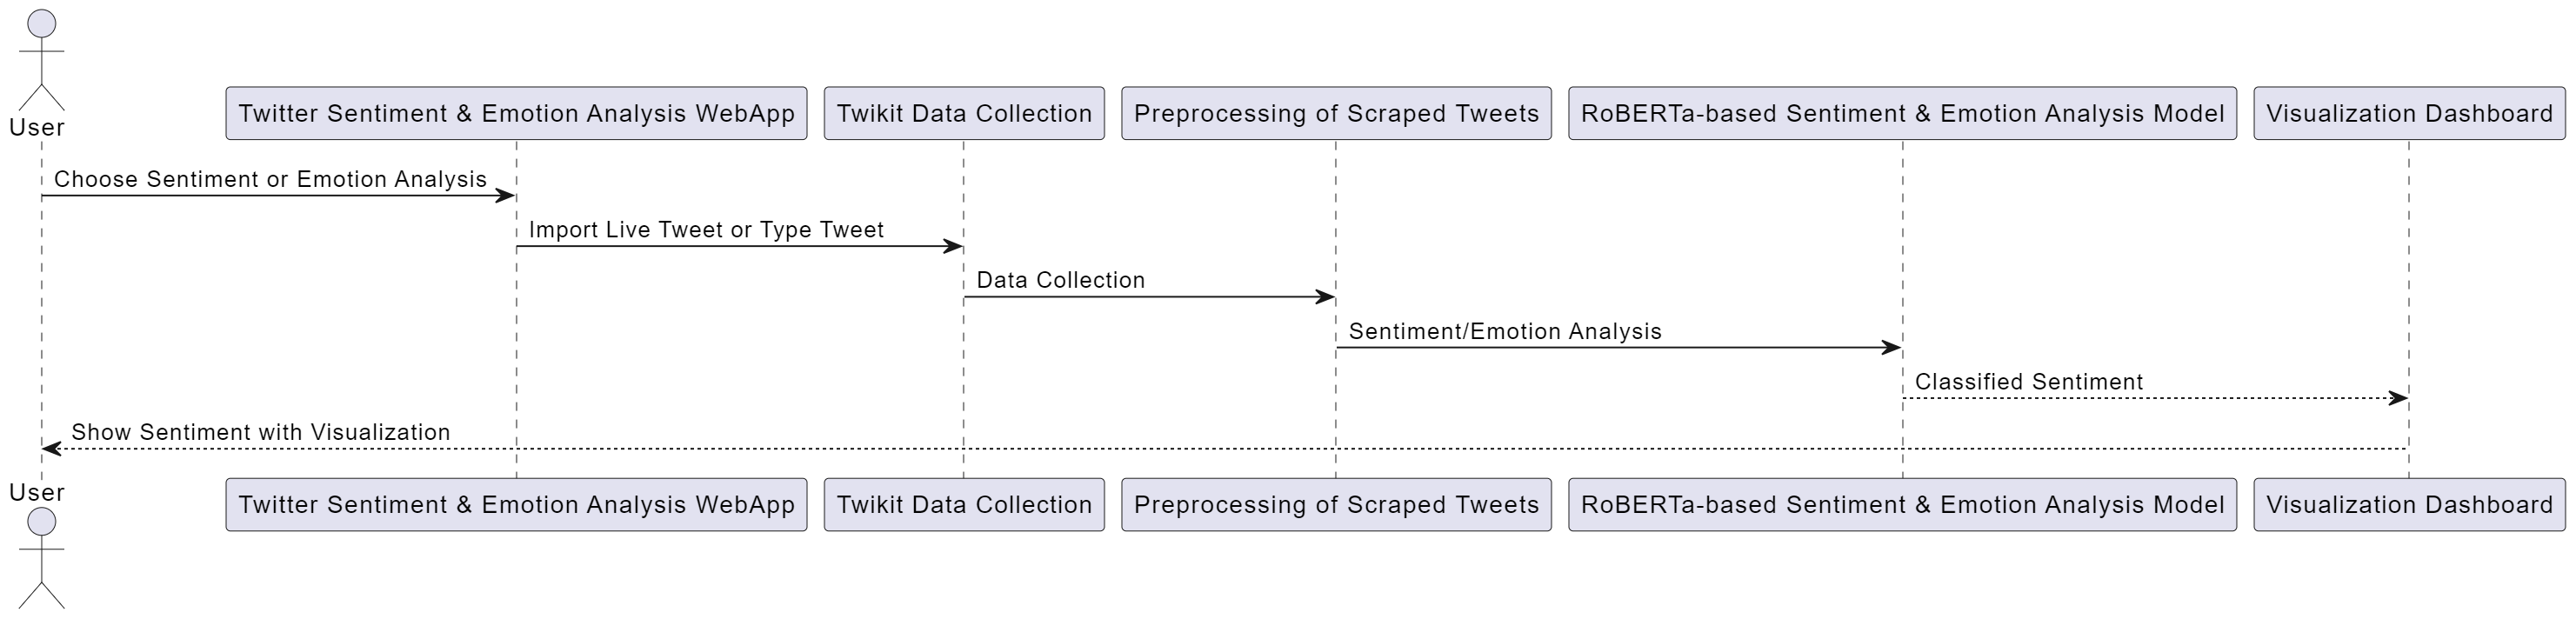 User
Twitter Sentiment & Emotion Analysis WebApp
Twikit Data Collection
Preprocessing of Scraped Tweets
RoBERTa-based Sentiment & Emotion Analysis Model
Visualization Dashboard
Choose Sentiment or Emotion Analysis
Import Live Tweet or Type Tweet
Data Collection
Sentiment/Emotion Analysis
Classified Sentiment
Show Sentiment with Visualization
User
Twitter Sentiment & Emotion Analysis WebApp
Twikit Data Collection
Preprocessing of Scraped Tweets
RoBERTa-based Sentiment & Emotion Analysis Model
Visualization Dashboard